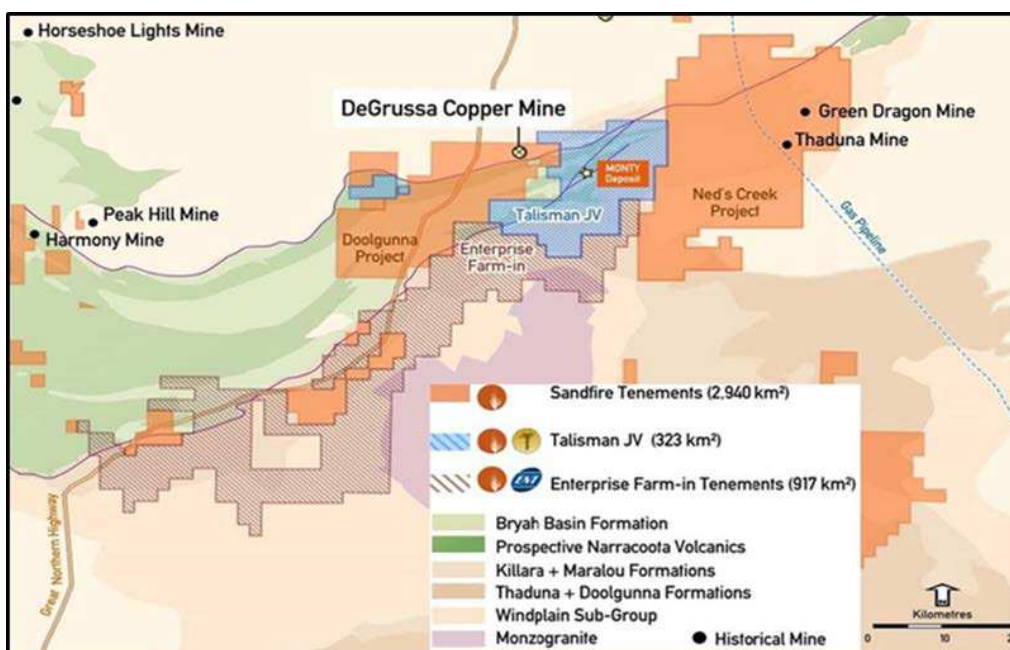 Horseshoe Lights Mine
DeGrussa Copper Mine
Green Dragon Mine
Thaduna Mine
MONTY
Deposit
Ned's Creek
Project
Talisman JV
Peak Hill Mine
Harmony Mine
Doolgunna
Project
Enterprise
Farm-in
Gas Pipeline
Great Northern Highway
Sandfire Tenements (2,940 km²)
Talisman JV (323 km²)
Enterprise Farm-in Tenements (917 km²)
Bryah Basin Formation
Prospective Narracoota Volcanics
Killara + Maralou Formations
Thaduna + Doolgunna Formations
Windplain Sub-Group
Monzogranite
Historical Mine
Kilometres
0 10